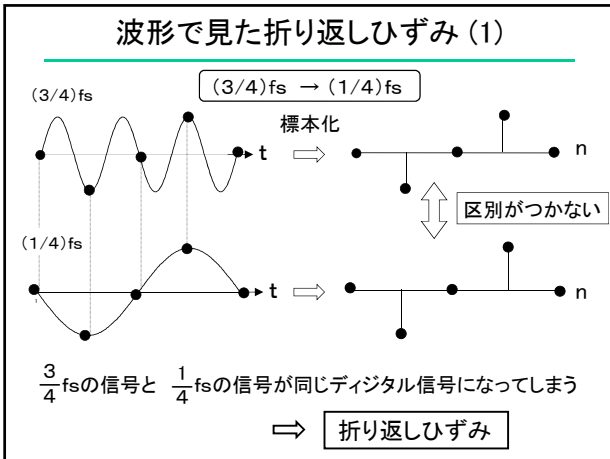 波形で見た折り返しひずみ (1)
(3/4)fs → (1/4)fs
(3/4)fs
標本化
t
n
区別がつかない
(1/4)fs
t
n
3/4 fsの信号と 1/4 fsの信号が同じディジタル信号になってしまう
⇨ 折り返しひずみ